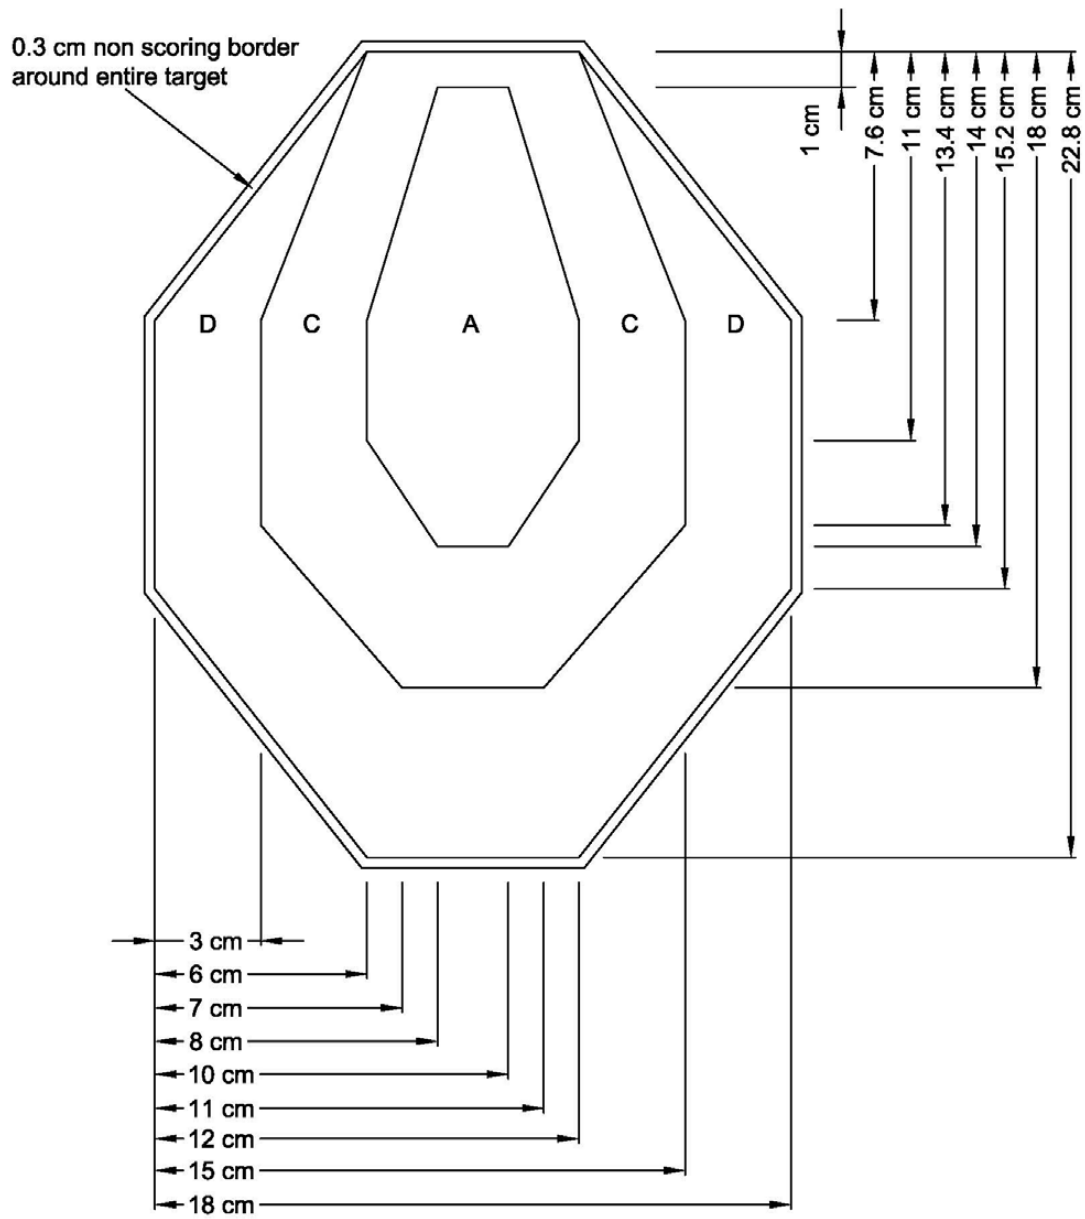 0.3 cm non scoring border
around entire target
1 cm
7.6 cm
11 cm
13.4 cm
14 cm
15.2 cm
18 cm
22.8 cm
D
C
A
C
D
3 cm
6 cm
7 cm
8 cm
10 cm
11 cm
12 cm
15 cm
18 cm